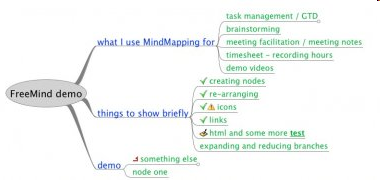 FreeMind demo
what I use MindMapping for
task management / GTD
brainstorming
meeting facilitation / meeting notes
timesheet - recording hours
demo videos
things to show briefly
creating nodes
re-arranging
icons
links
html and some more test
expanding and reducing branches
demo
something else
node one